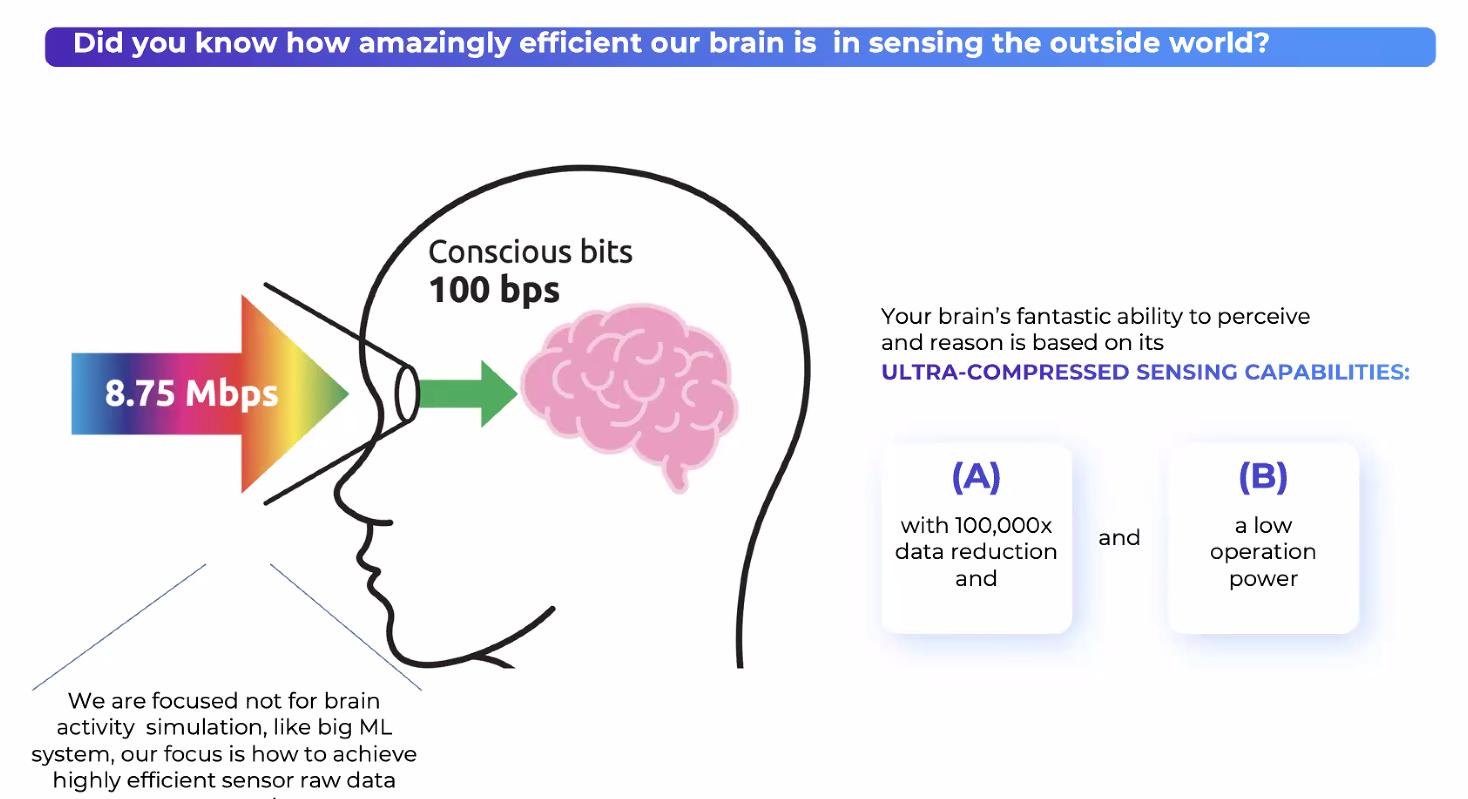 Did you know how amazingly efficient our brain is  in sensing the outside world?
Conscious bits
100 bps
8.75 Mbps
Your brain's fantastic ability to perceive
and reason is based on its
ULTRA-COMPRESSED SENSING CAPABILITIES:
(A)
with 100,000x
data reduction
and
and
(B)
a low
operation
power
We are focused not for brain
activity  simulation, like big ML
system, our focus is how to achieve
highly efficient sensor raw data